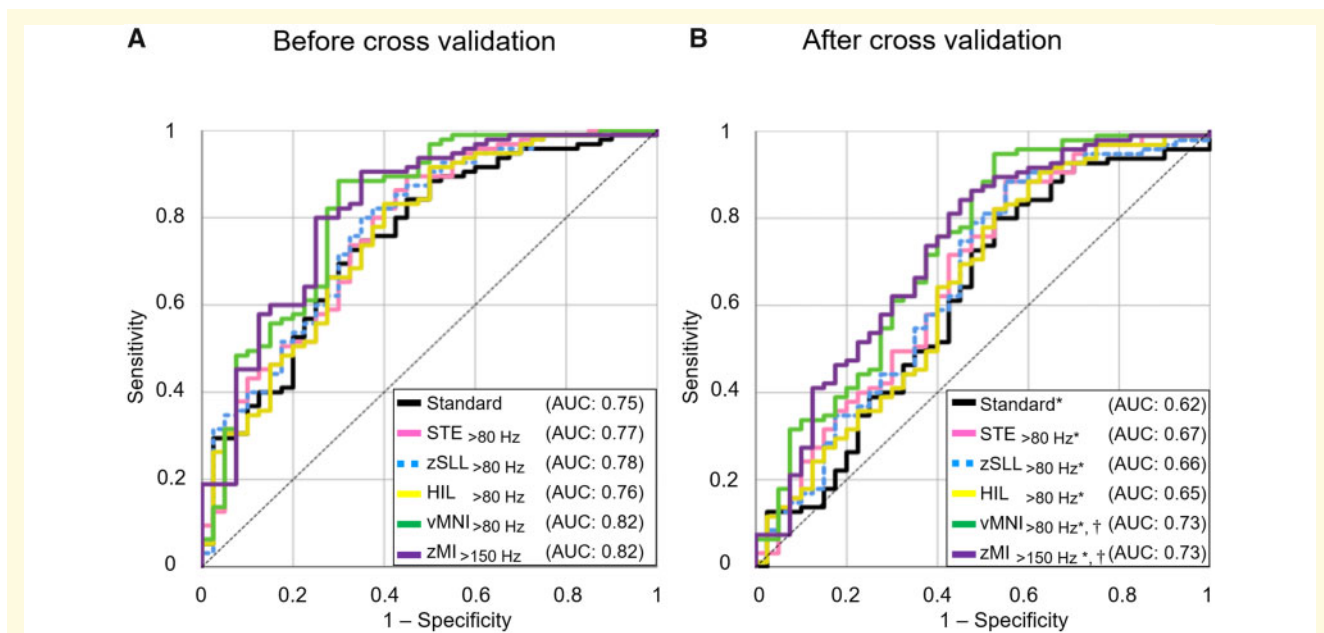 A Before cross validation
1
0.8
0.6
0.4
0.2
0
Sensitivity
Standard (AUC: 0.75)
STE >80 Hz (AUC: 0.77)
zSLL >80 Hz (AUC: 0.78)
HIL >80 Hz (AUC: 0.76)
vMNI >80 Hz (AUC: 0.82)
zMI >150 Hz (AUC: 0.82)
0 0.2 0.4 0.6 0.8 1
1 – Specificity
B After cross validation
1
0.8
0.6
0.4
0.2
0
Sensitivity
Standard* (AUC: 0.62)
STE >80 Hz* (AUC: 0.67)
zSLL >80 Hz* (AUC: 0.66)
HIL >80 Hz* (AUC: 0.65)
vMNI >80 Hz*, † (AUC: 0.73)
zMI >150 Hz *, † (AUC: 0.73)
0 0.2 0.4 0.6 0.8 1
1 – Specificity